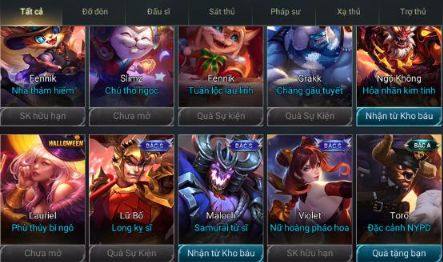 Tất cả Đỡ đòn Đấu sĩ Sát thủ Pháp sư Xạ thủ Trợ thủ
Fennik Slimz Fennik Grakk Ngộ Không
Nhà thám hiểm Chú thỏ ngọc Tuần lộc láu lỉnh Chàng gấu tuyết Hỏa nhãn kim tinh
SK hữu hạn Chưa mở Quà Sự Kiện Quà Sự Kiện Nhận từ Kho báu
HALLOWEEN BẬC S BẬC S BẬC S BẬC A
Lauriel Lữ Bố Maloch Violet Toro
Phù thủy bí ngô Long kỵ sĩ Samurai tử sĩ Nữ hoàng pháo hoa Đặc cảnh NYPD
Chưa mở Quà Sự Kiện Nhận từ Kho báu SK hữu hạn Quà tặng bạn